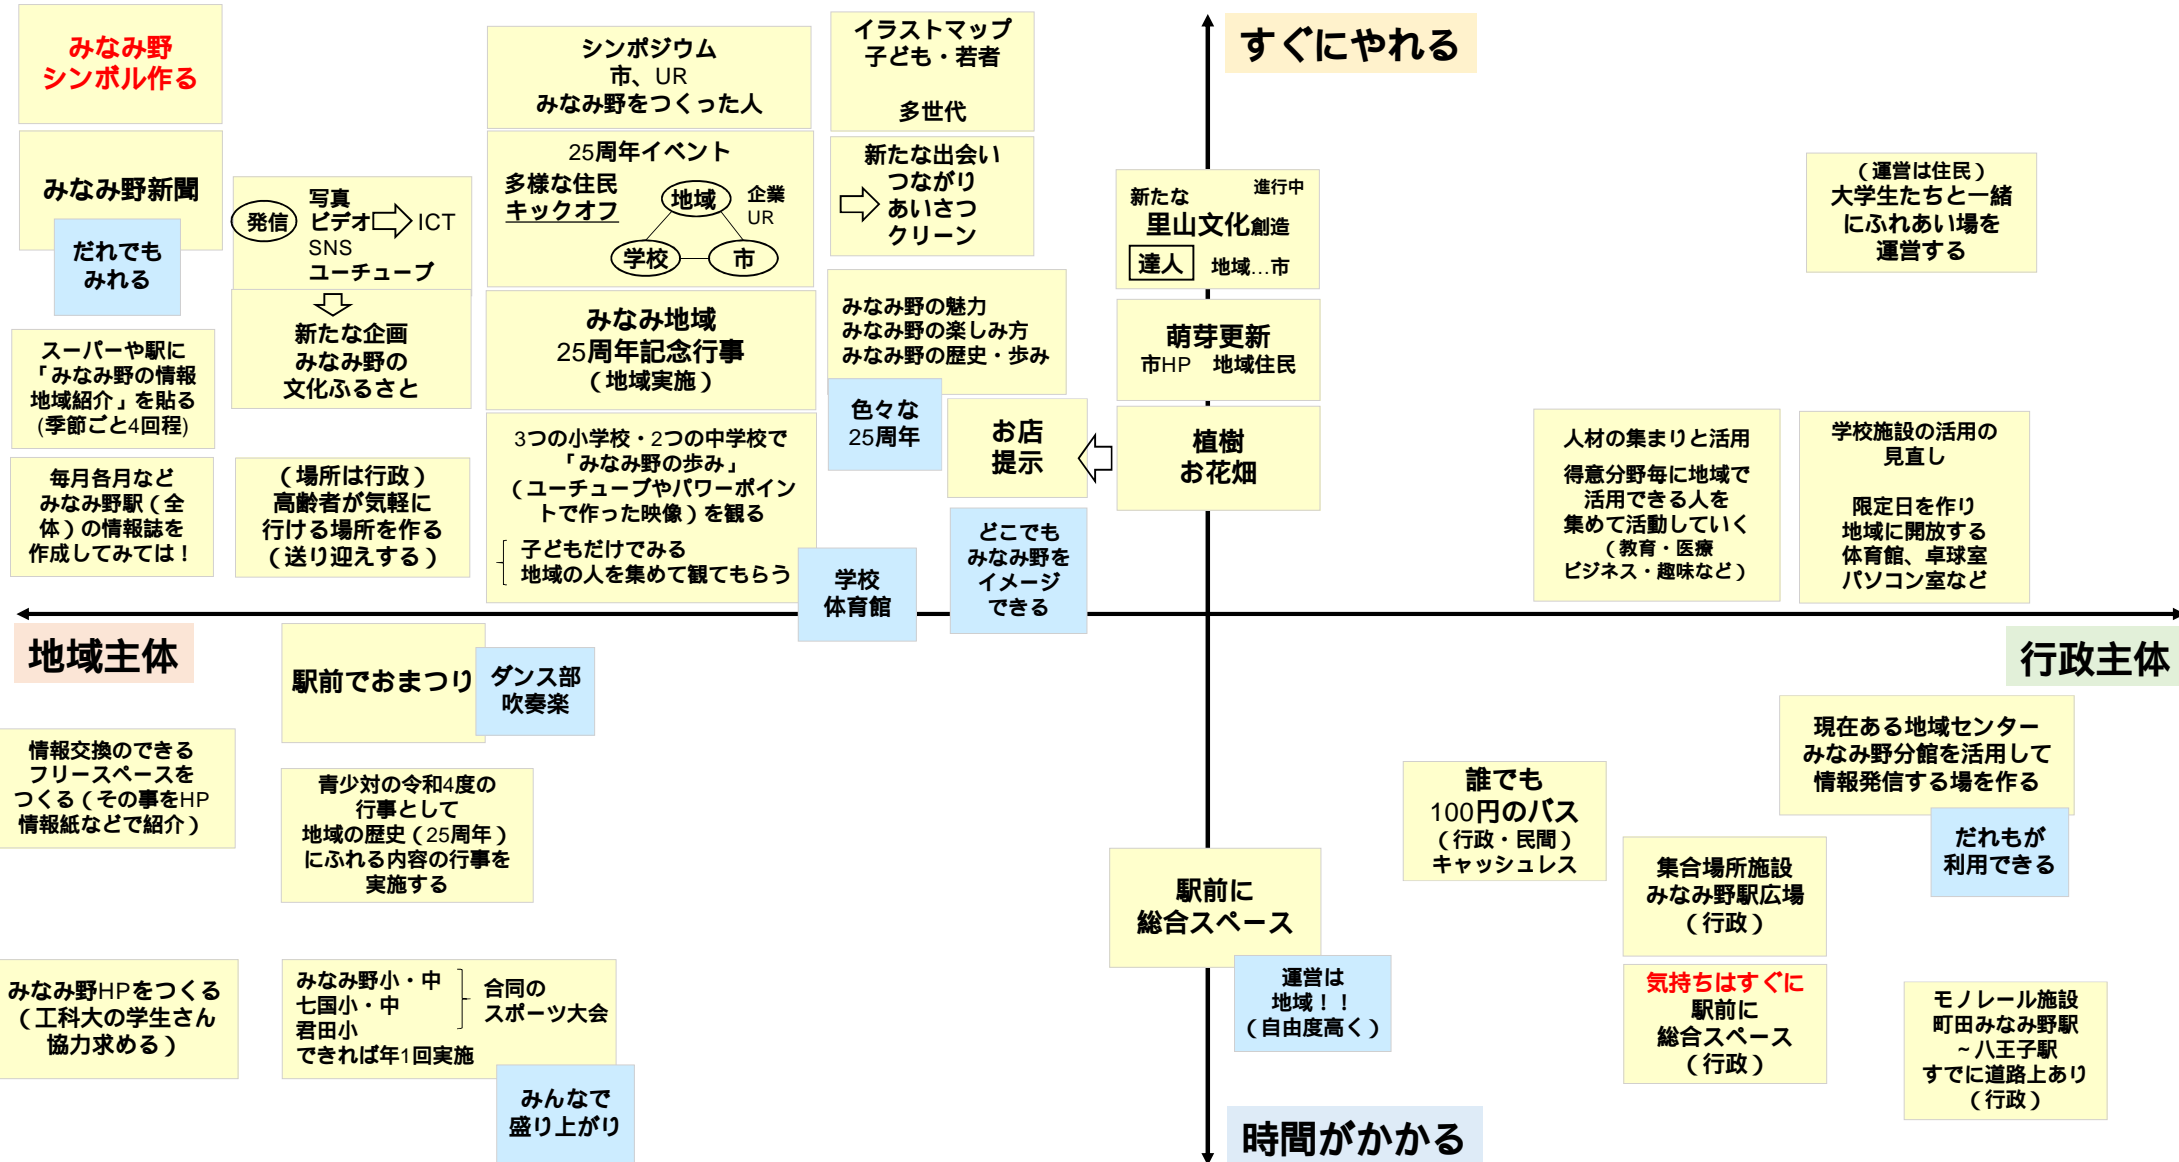 みなみ野
シンボル作る
みなみ野新聞
だれでも
みれる
スーパーや駅に
「みなみ野の情報
地域紹介」を貼る
(季節ごと4回程)
毎月各月など
みなみ野駅(全
体)の情報誌を
作成してみては!
発信
写真
ビデオ
SNS
ユーチューブ
ICT
新たな企画
みなみ野の
文化ふるさと
(場所は行政)
高齢者が気軽に
行ける場所を作る
(送り迎えする)
シンポジウム
市、UR
みなみ野をつくった人
25周年イベント
多様な住民
キックオフ
地域
企業
UR
学校
市
みなみ地域
25周年記念行事
(地域実施)
3つの小学校・2つの中学校で
「みなみ野の歩み」
(ユーチューブやパワーポイン
トで作った映像)を観る
子どもだけでみる
地域の人を集めて観てもらう
学校
体育館
イラストマップ
子ども・若者
多世代
新たな出会い
つながり
あいさつ
クリーン
みなみ野の魅力
みなみ野の楽しみ方
みなみ野の歴史・歩み
色々な
25周年
お店
提示
どこでも
みなみ野を
イメージ
できる
すぐにやれる
新たな
進行中
里山文化創造
達人
地域…市
萌芽更新
市HP 地域住民
植樹
お花畑
(運営は住民)
大学生たちと一緒
にふれあい場を
運営する
人材の集まりと活用
得意分野毎に地域で
活用できる人を
集めて活動していく
(教育・医療
ビジネス・趣味など)
学校施設の活用の
見直し
限定日を作り
地域に開放する
体育館、卓球室
パソコン室など
地域主体
行政主体
駅前でおまつり
ダンス部
吹奏楽
情報交換のできる
フリースペースを
つくる(その事をHP
情報紙などで紹介)
青少対の令和4度の
行事として
地域の歴史(25周年)
にふれる内容の行事を
実施する
みなみ野HPをつくる
(工科大の学生さん
協力求める)
みなみ野小・中
七国小・中
君田小
合同の
スポーツ大会
できれば年1回実施
みんなで
盛り上がり
駅前に
総合スペース
運営は
地域!!
(自由度高く)
誰でも
100円のバス
(行政・民間)
キャッシュレス
現在ある地域センター
みなみ野分館を活用して
情報発信する場を作る
だれもが
利用できる
集合場所施設
みなみ野駅広場
(行政)
気持ちはすぐに
駅前に
総合スペース
(行政)
モノレール施設
町田みなみ野駅
~八王子駅
すでに道路上あり
(行政)
時間がかかる